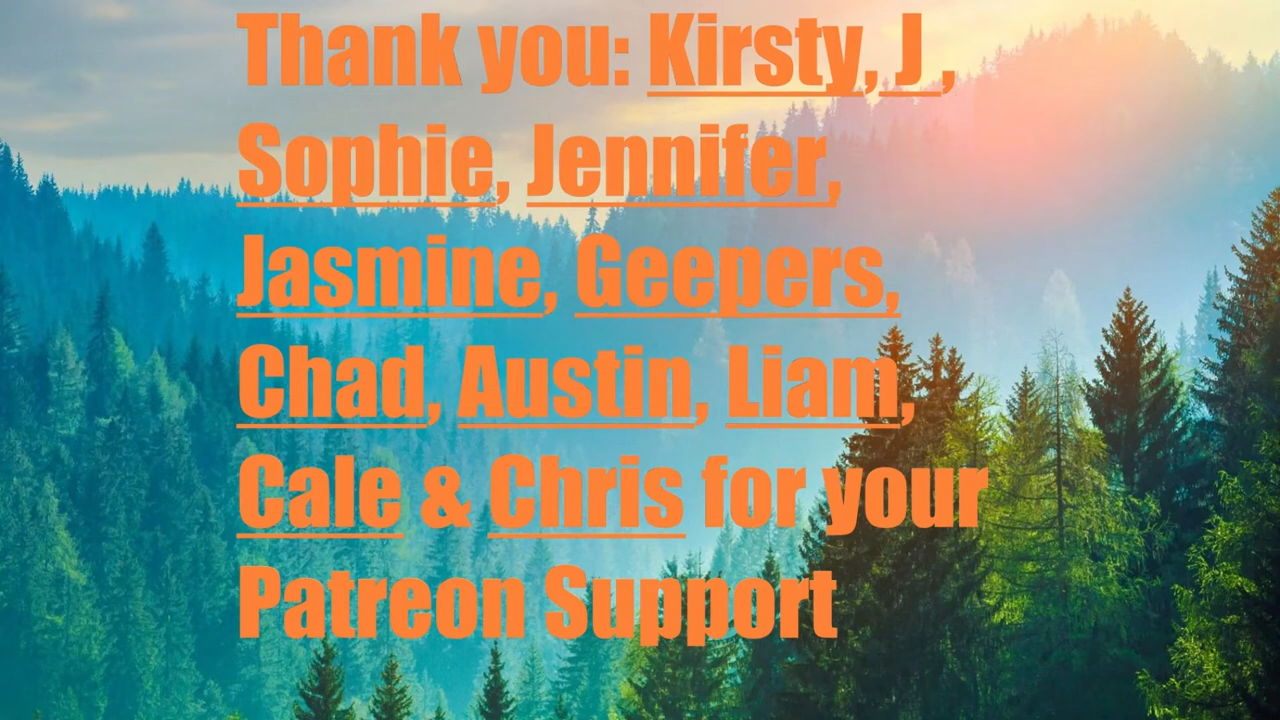 Thank you: Kirsty, J ,
Sophie, Jennifer,
Jasmine, Geepers,
Chad, Austin, Liam,
Cale & Chris for your
Patreon Support